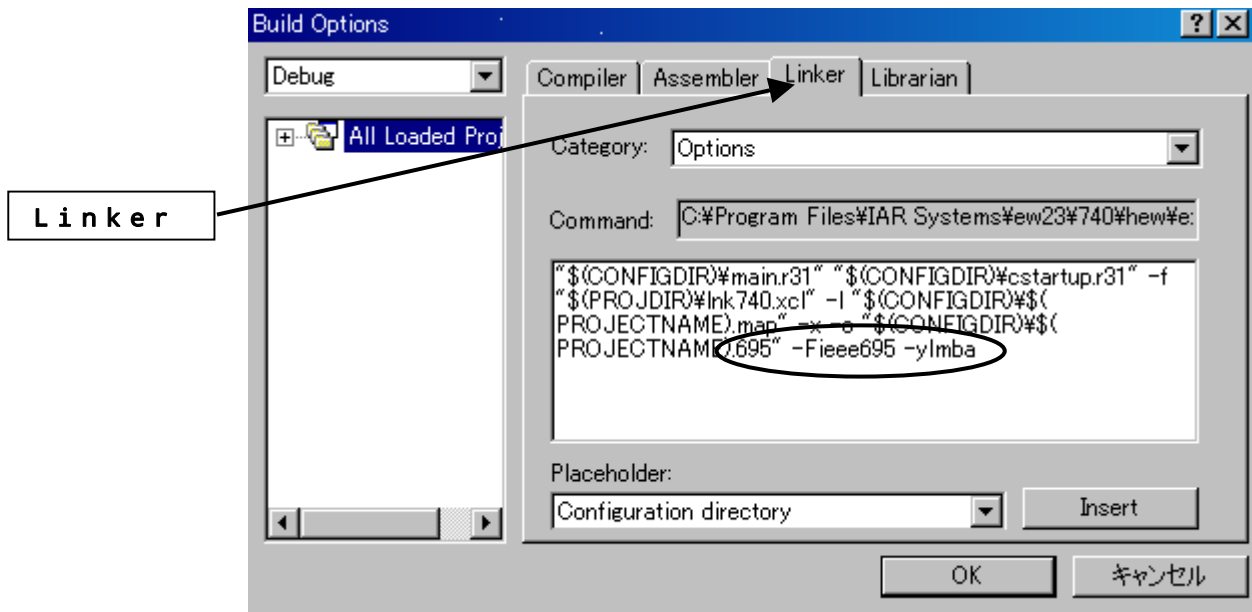 Build Options
Debug
Compiler
Assembler
Linker
Librarian
All Loaded Proj
Category:
Options
Linker
Command:
C:¥Program Files¥IAR Systems¥ew23¥740¥hew¥e:
"$(CONFIGDIR)¥main.r31" "$(CONFIGDIR)¥cstartup.r31" -f
"$(PROJDIR)¥lnk740.xcl" -l "$(CONFIGDIR)¥$(
PROJECTNAME).map" -x -o "$(CONFIGDIR)¥$(
PROJECTNAME).695" -Fieee695 -ylmba
Placeholder:
Configuration directory
Insert
OK
キャンセル